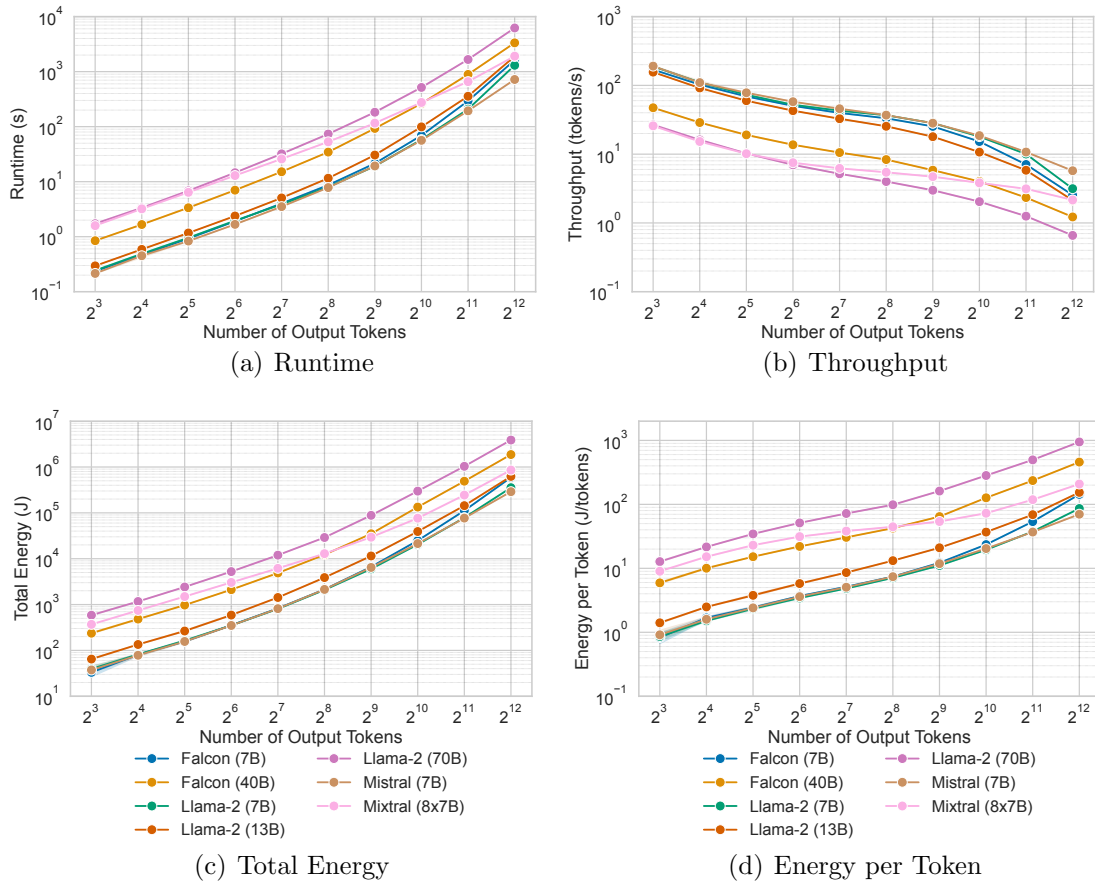 10^4
10^3
10^2
10^1
10^0
10^−1
Runtime (s)
2^3 2^4 2^5 2^6 2^7 2^8 2^9 2^10 2^11 2^12
Number of Output Tokens
(a) Runtime
10^3
10^2
10^1
10^0
10^−1
Throughput (tokens/s)
2^3 2^4 2^5 2^6 2^7 2^8 2^9 2^10 2^11 2^12
Number of Output Tokens
(b) Throughput
10^7
10^6
10^5
10^4
10^3
10^2
10^1
Total Energy (J)
2^3 2^4 2^5 2^6 2^7 2^8 2^9 2^10 2^11 2^12
Number of Output Tokens
Falcon (7B)
Falcon (40B)
Llama-2 (7B)
Llama-2 (13B)
Llama-2 (70B)
Mistral (7B)
Mixtral (8x7B)
(c) Total Energy
10^3
10^2
10^1
10^0
10^−1
Energy per Token (J/tokens)
2^3 2^4 2^5 2^6 2^7 2^8 2^9 2^10 2^11 2^12
Number of Output Tokens
Falcon (7B)
Falcon (40B)
Llama-2 (7B)
Llama-2 (13B)
Llama-2 (70B)
Mistral (7B)
Mixtral (8x7B)
(d) Energy per Token